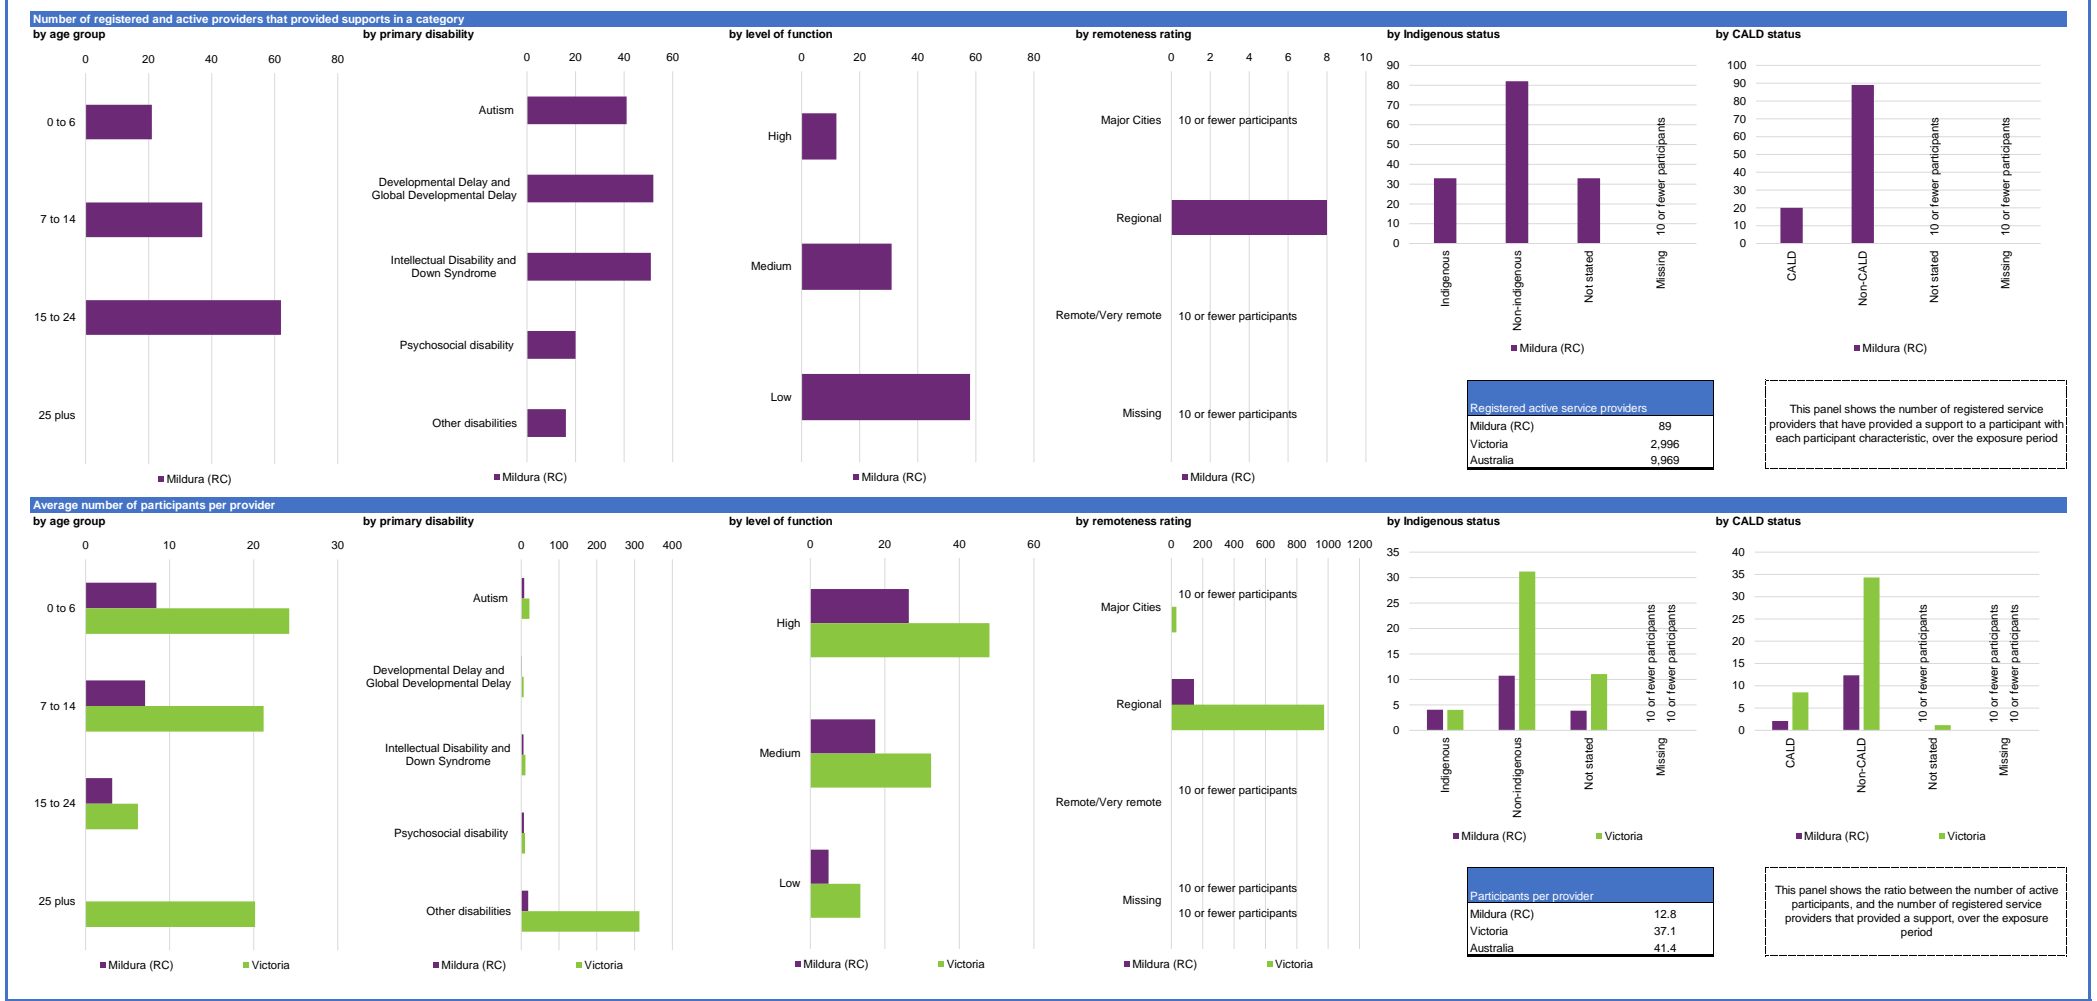 Number of registered and active providers that provided supports in a category
by age group
0 20 40 60 80
0 to 6
7 to 14
15 to 24
25 plus
Mildura (RC)
by primary disability
0 20 40 60
Autism
Developmental Delay and
Global Developmental Delay
Intellectual Disability and
Down Syndrome
Psychosocial disability
Other disabilities
Mildura (RC)
by level of function
0 20 40 60 80
High
Medium
Low
Mildura (RC)
by remoteness rating
0 2 4 6 8 10
Major Cities
10 or fewer participants
Regional
Remote/Very remote
10 or fewer participants
Missing
10 or fewer participants
Mildura (RC)
by Indigenous status
90
80
70
60
50
40
30
20
10
0
10 or fewer participants
Indigenous
Non-indigenous
Not stated
Missing
Mildura (RC)
by CALD status
100
90
80
70
60
50
40
30
20
10
0
10 or fewer participants
10 or fewer participants
CALD
Non-CALD
Not stated
Missing
Mildura (RC)
Registered active service providers
Mildura (RC) 89
Victoria 2,996
Australia 9,969
This panel shows the number of registered service
providers that have provided a support to a participant with
each participant characteristic, over the exposure period
Average number of participants per provider
by age group
0 10 20 30
0 to 6
7 to 14
15 to 24
25 plus
Mildura (RC) Victoria
by primary disability
0 100 200 300 400
Autism
Developmental Delay and
Global Developmental Delay
Intellectual Disability and
Down Syndrome
Psychosocial disability
Other disabilities
Mildura (RC) Victoria
by level of function
0 20 40 60
High
Medium
Low
Mildura (RC) Victoria
by remoteness rating
0 200 400 600 800 1000 1200
10 or fewer participants
Major Cities
Regional
10 or fewer participants
Remote/Very remote
10 or fewer participants
Missing
10 or fewer participants
Mildura (RC) Victoria
by Indigenous status
35
30
25
20
15
10
5
0
10 or fewer participants
10 or fewer participants
Indigenous
Non-indigenous
Not stated
Missing
Mildura (RC) Victoria
by CALD status
40
35
30
25
20
15
10
5
0
10 or fewer participants
10 or fewer participants
10 or fewer participants
CALD
Non-CALD
Not stated
Missing
Mildura (RC) Victoria
Participants per provider
Mildura (RC) 12.8
Victoria 37.1
Australia 41.4
This panel shows the ratio between the number of active
participants, and the number of registered service
providers that provided a support, over the exposure
period